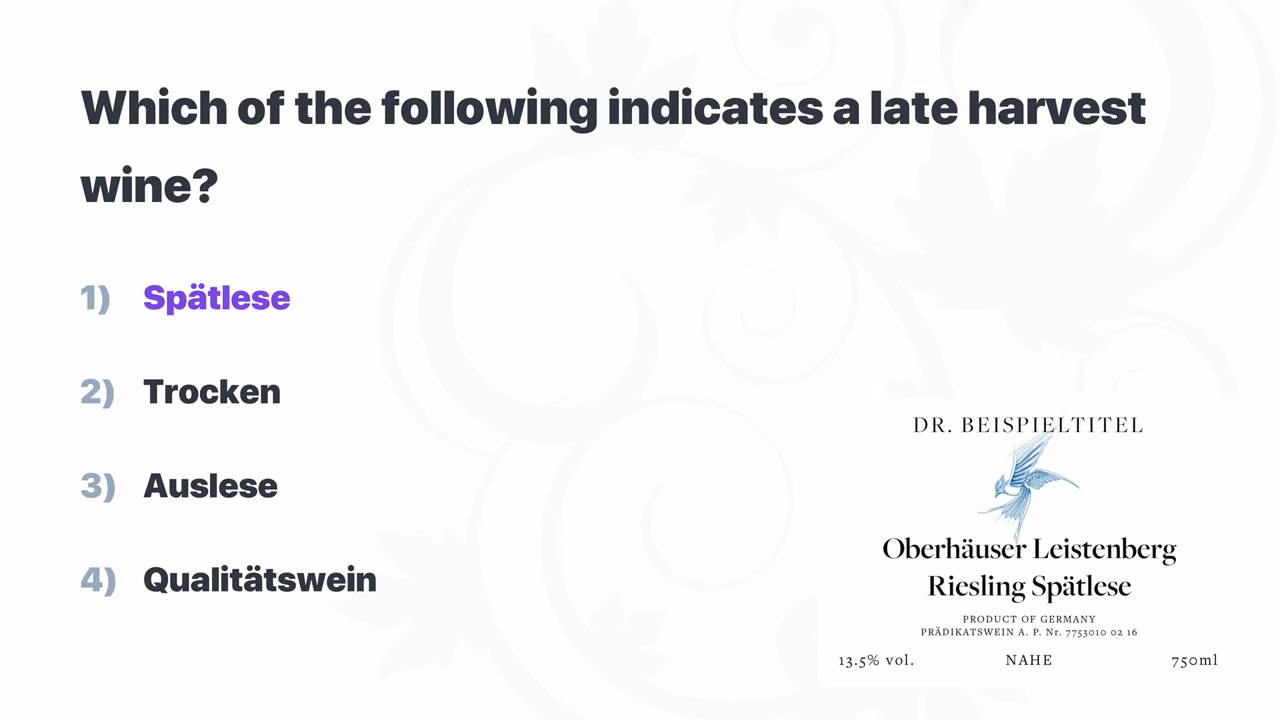 Which of the following indicates a late harvest
wine?
1) Spätlese
2) Trocken
3) Auslese
4) Qualitätswein
DR. BEISPIELTITEL
Oberhäuser Leistenberg
Riesling Spätlese
PRODUCT OF GERMANY
PRÄDIKATSWEIN A. P. Nr. 7753010 02 16
13.5% vol. NAHE 750ml